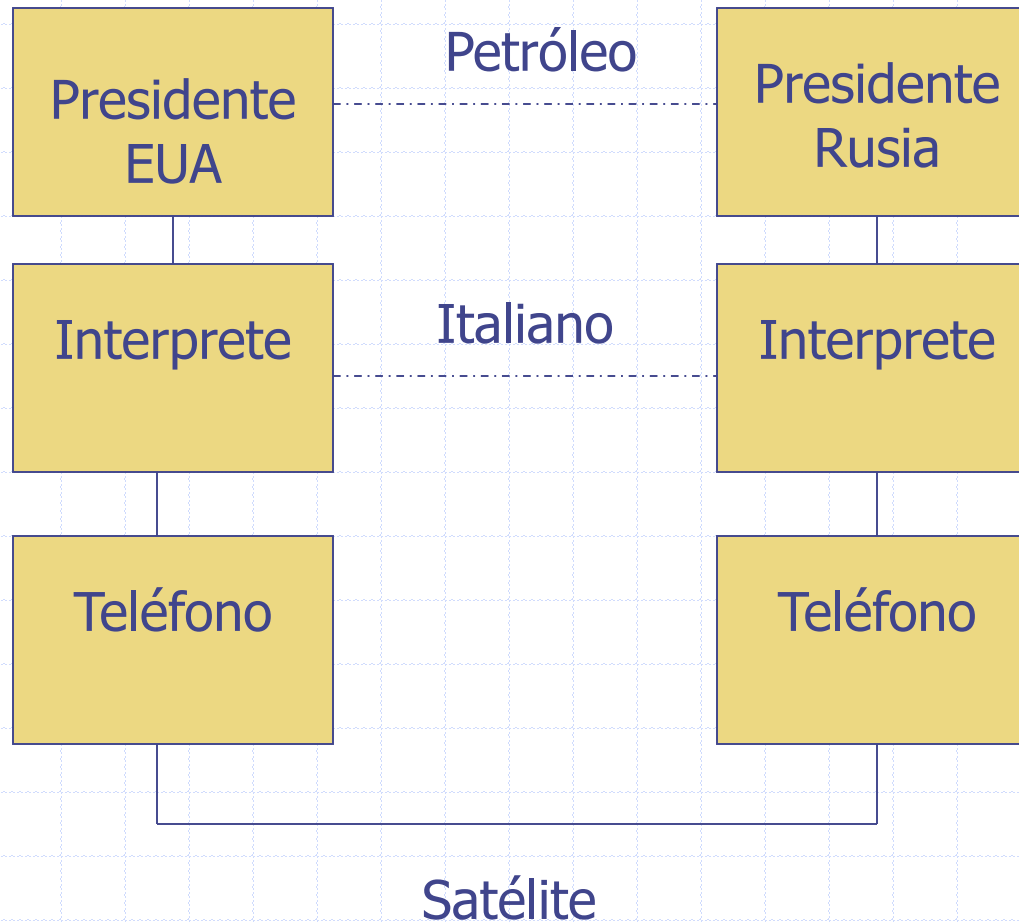 Petróleo
Presidente
EUA
Presidente
Rusia
Interprete
Italiano
Interprete
Teléfono
Teléfono
Satélite